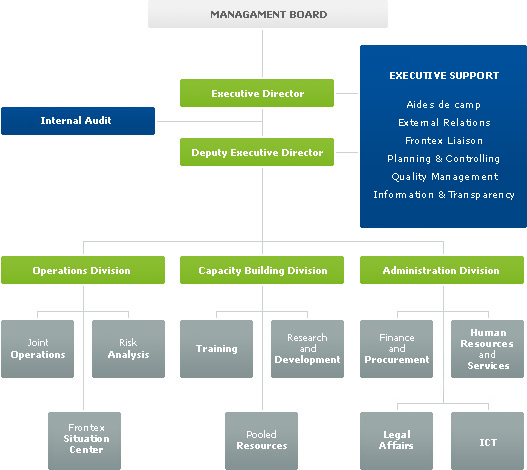 MANAGAMENT BOARD
Executive Director
EXECUTIVE SUPPORT
Aides de camp
External Relations
Frontex Liaison
Planning & Controlling
Quality Management
Information & Transparency
Internal Audit
Deputy Executive Director
Operations Division
Capacity Building Division
Administration Division
Joint
Operations
Risk
Analysis
Training
Research
and
Development
Finance
and
Procurement
Human
Resources
and
Services
Frontex
Situation
Center
Pooled
Resources
Legal
Affairs
ICT